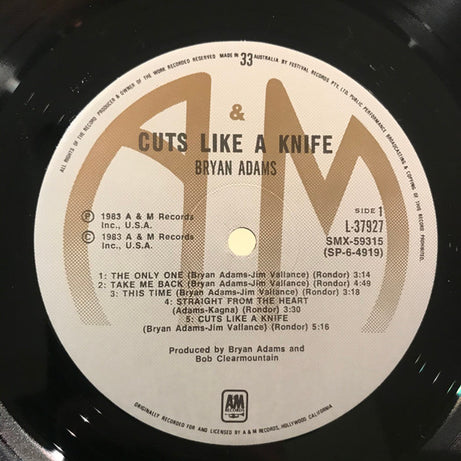 ALL RIGHTS OF THE RECORD PRODUCER & OWNER OF THE WORK RECORDED RESERVED MADE IN 33 AUSTRALIA BY FESTIVAL RECORDS PTY. LTD. PUBLIC PERFORMANCE BROADCASTING & COPYING OF THIS RECORD PROHIBITED.
A & M
CUTS LIKE A KNIFE
BRYAN ADAMS
℗ 1983 A & M Records
Inc., U.S.A.
© 1983 A & M Records
Inc., U.S.A.
SIDE 1
L-37927
SMX-59315
(SP-6-4919)
1: THE ONLY ONE (Bryan Adams-Jim Vallance) (Rondor) 3:14
2: TAKE ME BACK (Bryan Adams-Jim Vallance) (Rondor) 4:49
3: THIS TIME (Bryan Adams-Jim Vallance) (Rondor) 3:18
4: STRAIGHT FROM THE HEART
(Adams-Kagna) (Rondor) 3:30
5: CUTS LIKE A KNIFE
(Bryan Adams-Jim Vallance) (Rondor) 5:16
Produced by Bryan Adams and
Bob Clearmountain
AM
RECORDS
ORIGINALLY RECORDED FOR AND LICENSED BY A & M RECORDS, HOLLYWOOD CALIFORNIA